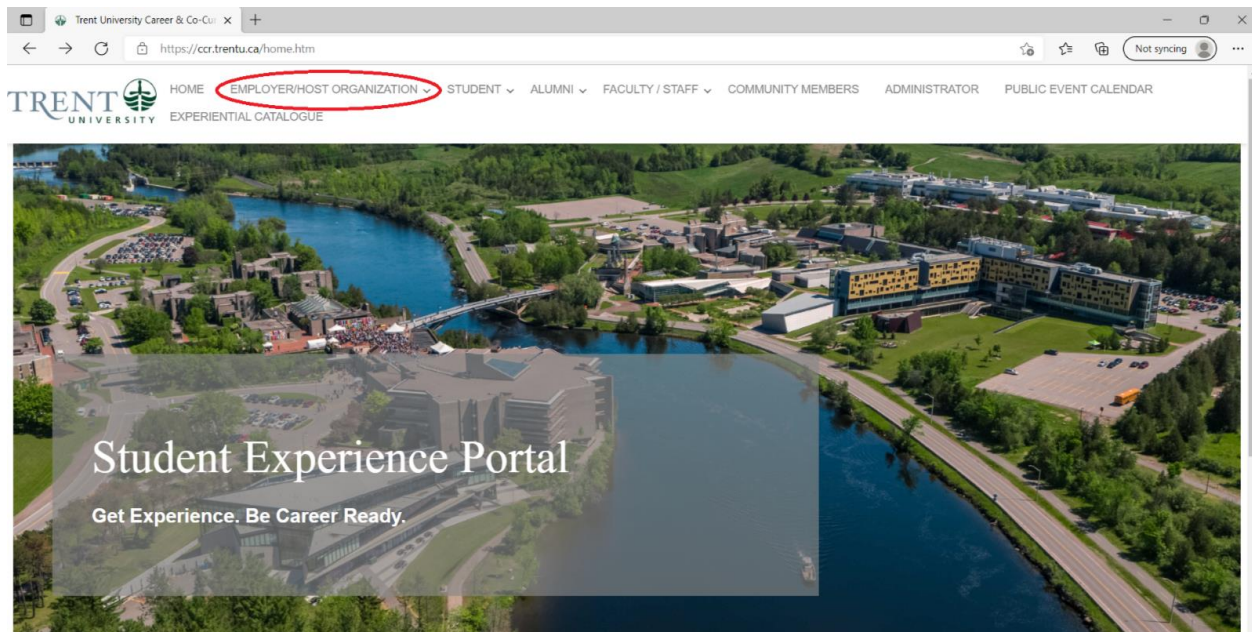 Trent University Career & Co-Cur
https://ccr.trentu.ca/home.htm
Not syncing
TRENT
UNIVERSITY
HOME EMPLOYER/HOST ORGANIZATION STUDENT ALUMNI FACULTY / STAFF COMMUNITY MEMBERS ADMINISTRATOR PUBLIC EVENT CALENDAR
EXPERIENTIAL CATALOGUE
Student Experience Portal
Get Experience. Be Career Ready.